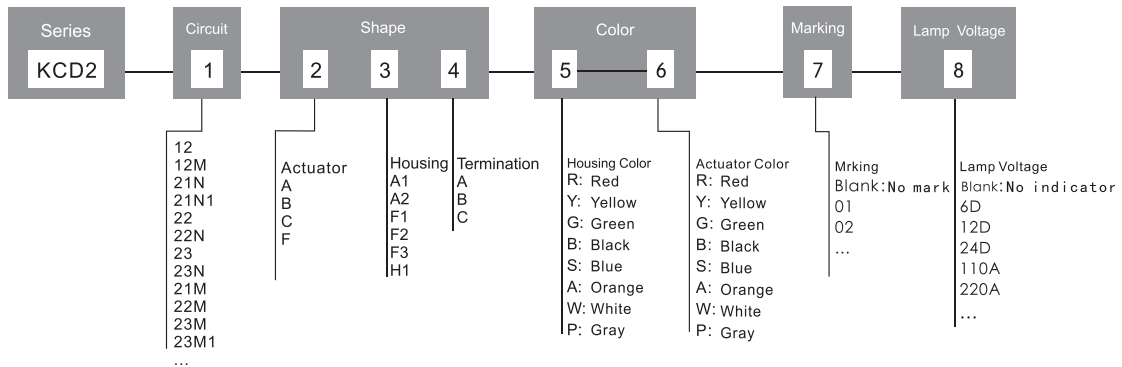 Series
Circuit
Shape
Color
Marking
Lamp Voltage
KCD2
1
2
3
4
5
6
7
8
12
12M
21N
21N1
22
22N
23
23N
21M
22M
23M
23M1
...
Actuator
A
B
C
F
Housing
A1
A2
F1
F2
F3
H1
Termination
A
B
C
Housing Color
R: Red
Y: Yellow
G: Green
B: Black
S: Blue
A: Orange
W: White
P: Gray
Actuator Color
R: Red
Y: Yellow
G: Green
B: Black
S: Blue
A: Orange
W: White
P: Gray
Mrking
Blank:No mark
01
02
...
Lamp Voltage
Blank:No indicator
6D
12D
24D
110A
220A
...